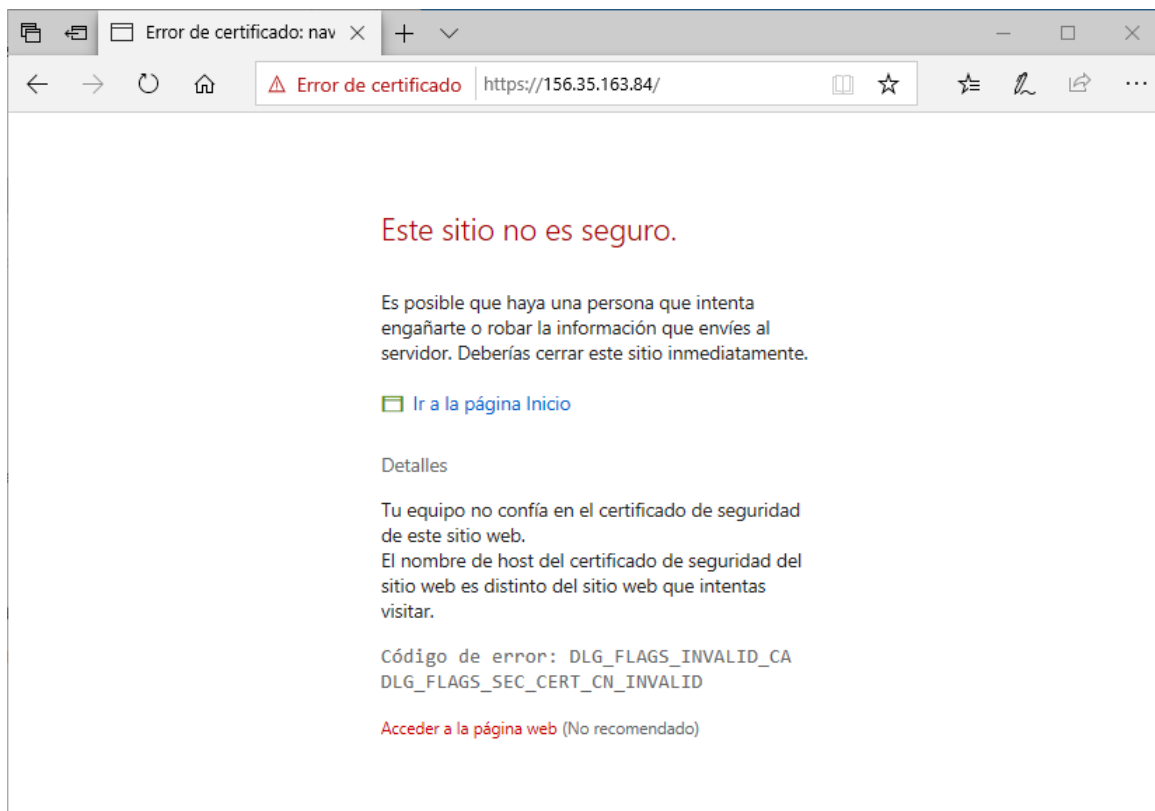 Error de certificado: nav
Error de certificado https://156.35.163.84/
Este sitio no es seguro.
Es posible que haya una persona que intenta
engañarte o robar la información que envíes al
servidor. Deberías cerrar este sitio inmediatamente.
Ir a la página Inicio
Detalles
Tu equipo no confía en el certificado de seguridad
de este sitio web.
El nombre de host del certificado de seguridad del
sitio web es distinto del sitio web que intentas
visitar.
Código de error: DLG_FLAGS_INVALID_CA
DLG_FLAGS_SEC_CERT_CN_INVALID
Acceder a la página web (No recomendado)